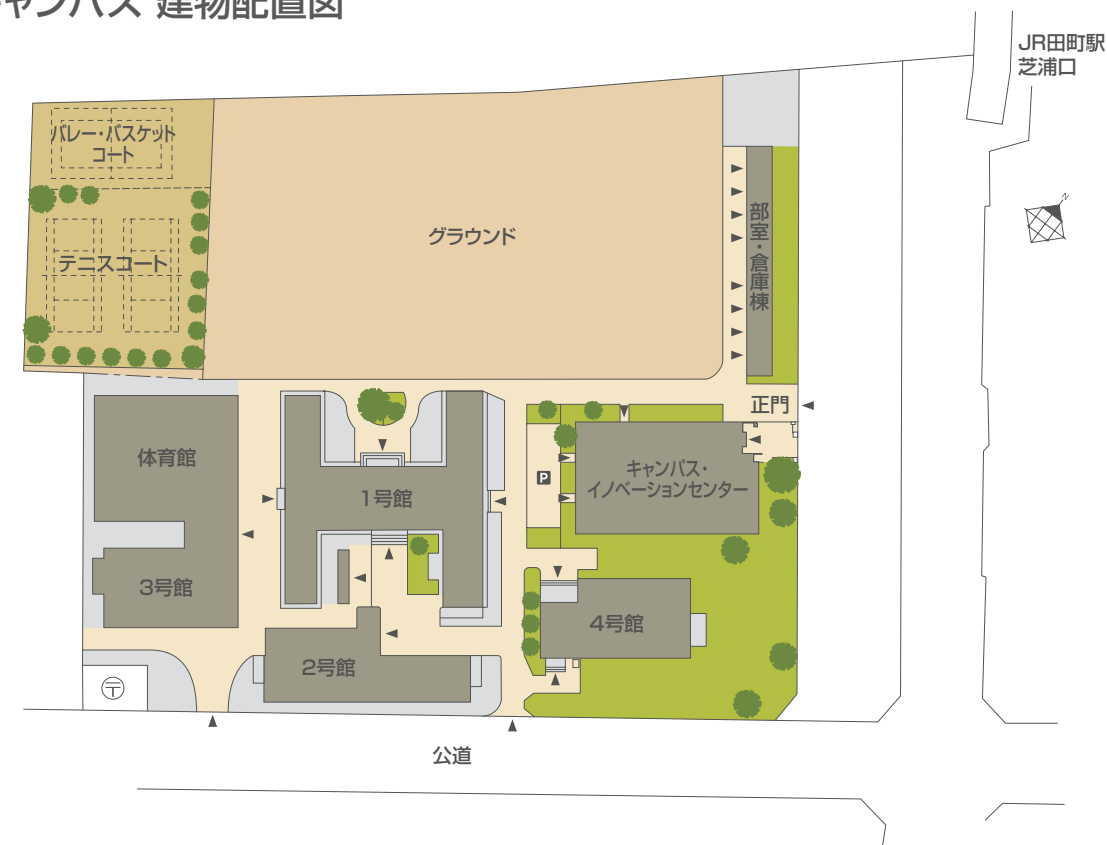 キャンパス 建物配置図
JR田町駅
芝浦口
バレー・バスケット
コート
テニスコート
グラウンド
部室・倉庫棟
N
正門
体育館
1号館
P
キャンパス・
イノベーションセンター
3号館
4号館
2号館
〒
公道